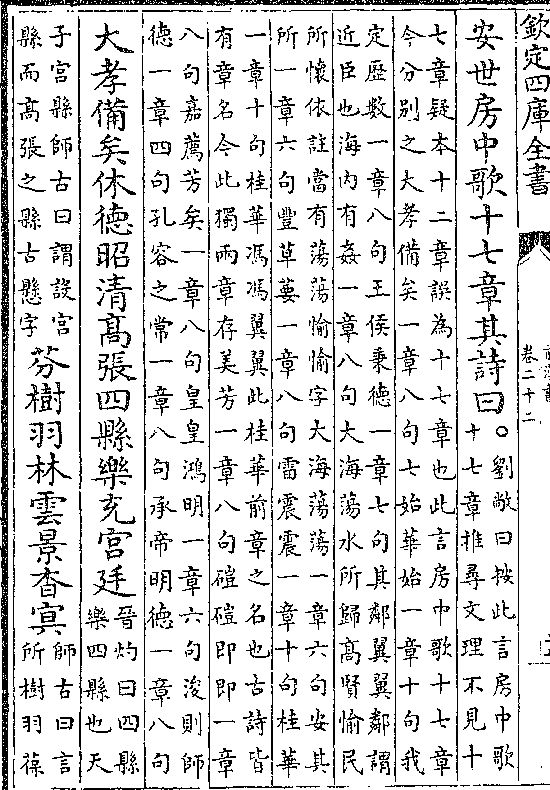 欽定四庫全書
卷二十二
安世房中歌十七章其詩曰○劉敞曰按此言房中歌
十七章推尋文理不見十
七章疑本十二章誤為十七章也此言房中歌十七章
今分別之大孝備矣一章八句七始華始一章十句我
定歷數一章八句王侯秉德一章七句其鄰翼翼鄰謂
近臣也海内有姦一章八句大海蕩水所歸髙賢愉民
所懷依註當有蕩蕩愉愉字大海蕩蕩一章六句安其
所一章六句豐草葽一章八句雷震震一章十句桂華
一章十句桂華馮馮翼翼此桂華前章之名也古詩皆
有章名今此獨兩章存美芳一章八句磑磑即即一章
八句嘉薦芳矣一章八句皇皇鴻明一章六句浚則師
德一章四句孔容之常一章八句承帝明德一章八句
大孝備矣休德昭清髙張四縣樂充宫廷晉灼曰四縣
樂四縣也天
子宫縣師古曰謂設宫
縣而髙張之縣古懸字芬樹羽林雲景杳冥師古曰言
所樹羽葆